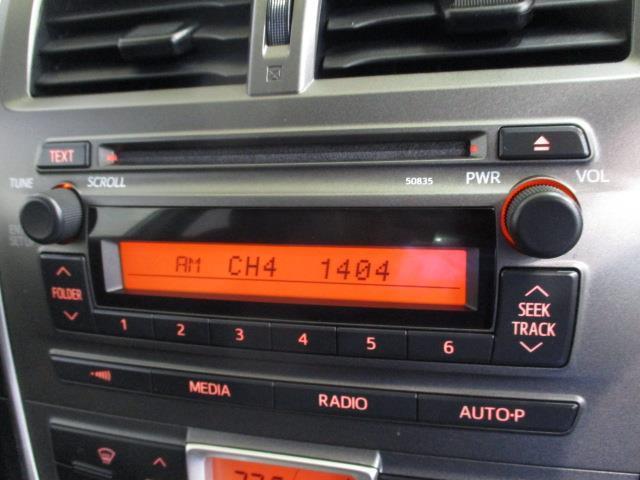 TEXT
TUNE SCROLL 50835 PWR VOL
AM CH4 1404
FOLDER
SEEK
TRACK
1 2 3 4 5 6
MEDIA RADIO AUTO·P